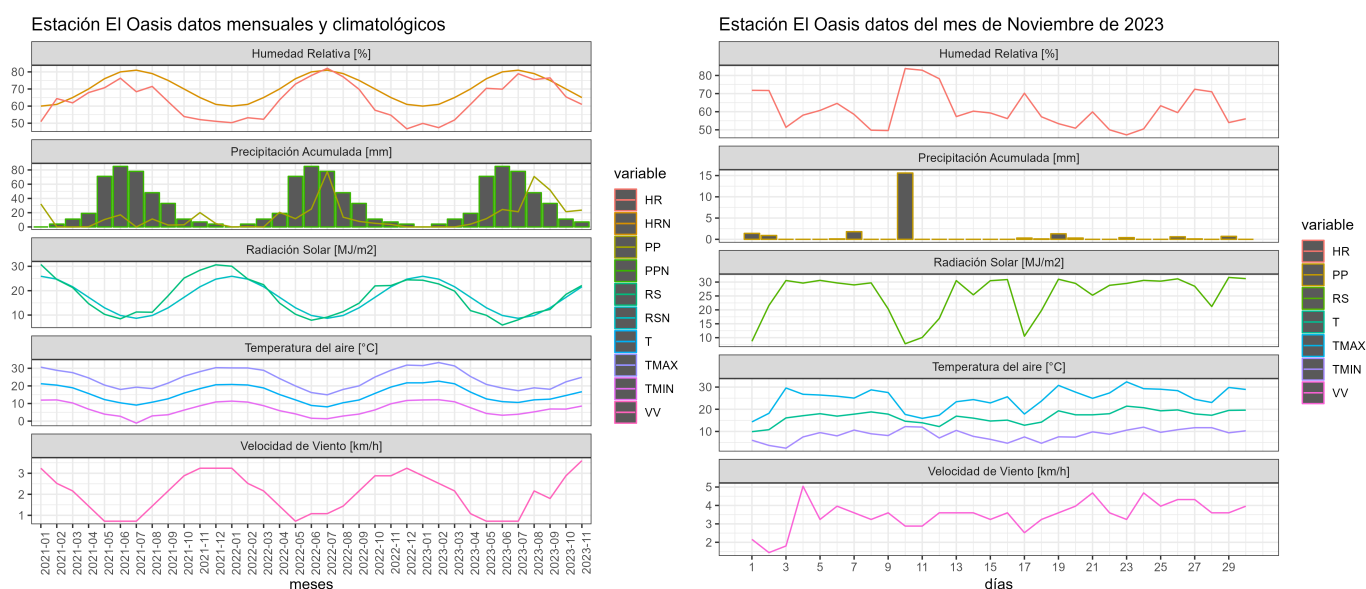 Estación El Oasis datos mensuales y climatológicos
Humedad Relativa [%]
80
70
60
50
Precipitación Acumulada [mm]
80
60
40
20
0
Radiación Solar [MJ/m2]
30
20
10
Temperatura del aire [°C]
30
20
10
0
Velocidad de Viento [km/h]
3
2
1
2021-01
2021-02
2021-03
2021-04
2021-05
2021-06
2021-07
2021-08
2021-09
2021-10
2021-11
2021-12
2022-01
2022-02
2022-03
2022-04
2022-05
2022-06
2022-07
2022-08
2022-09
2022-10
2022-11
2022-12
2023-01
2023-02
2023-03
2023-04
2023-05
2023-06
2023-07
2023-08
2023-09
2023-10
2023-11
meses
variable
HR
HRN
PP
PPN
RS
RSN
T
TMAX
TMIN
VV
Estación El Oasis datos del mes de Noviembre de 2023
Humedad Relativa [%]
80
70
60
50
Precipitación Acumulada [mm]
15
10
5
0
Radiación Solar [MJ/m2]
30
25
20
15
10
Temperatura del aire [°C]
30
20
10
Velocidad de Viento [km/h]
5
4
3
2
1 3 5 7 9 11 13 15 17 19 21 23 25 27 29
días
variable
HR
PP
RS
T
TMAX
TMIN
VV